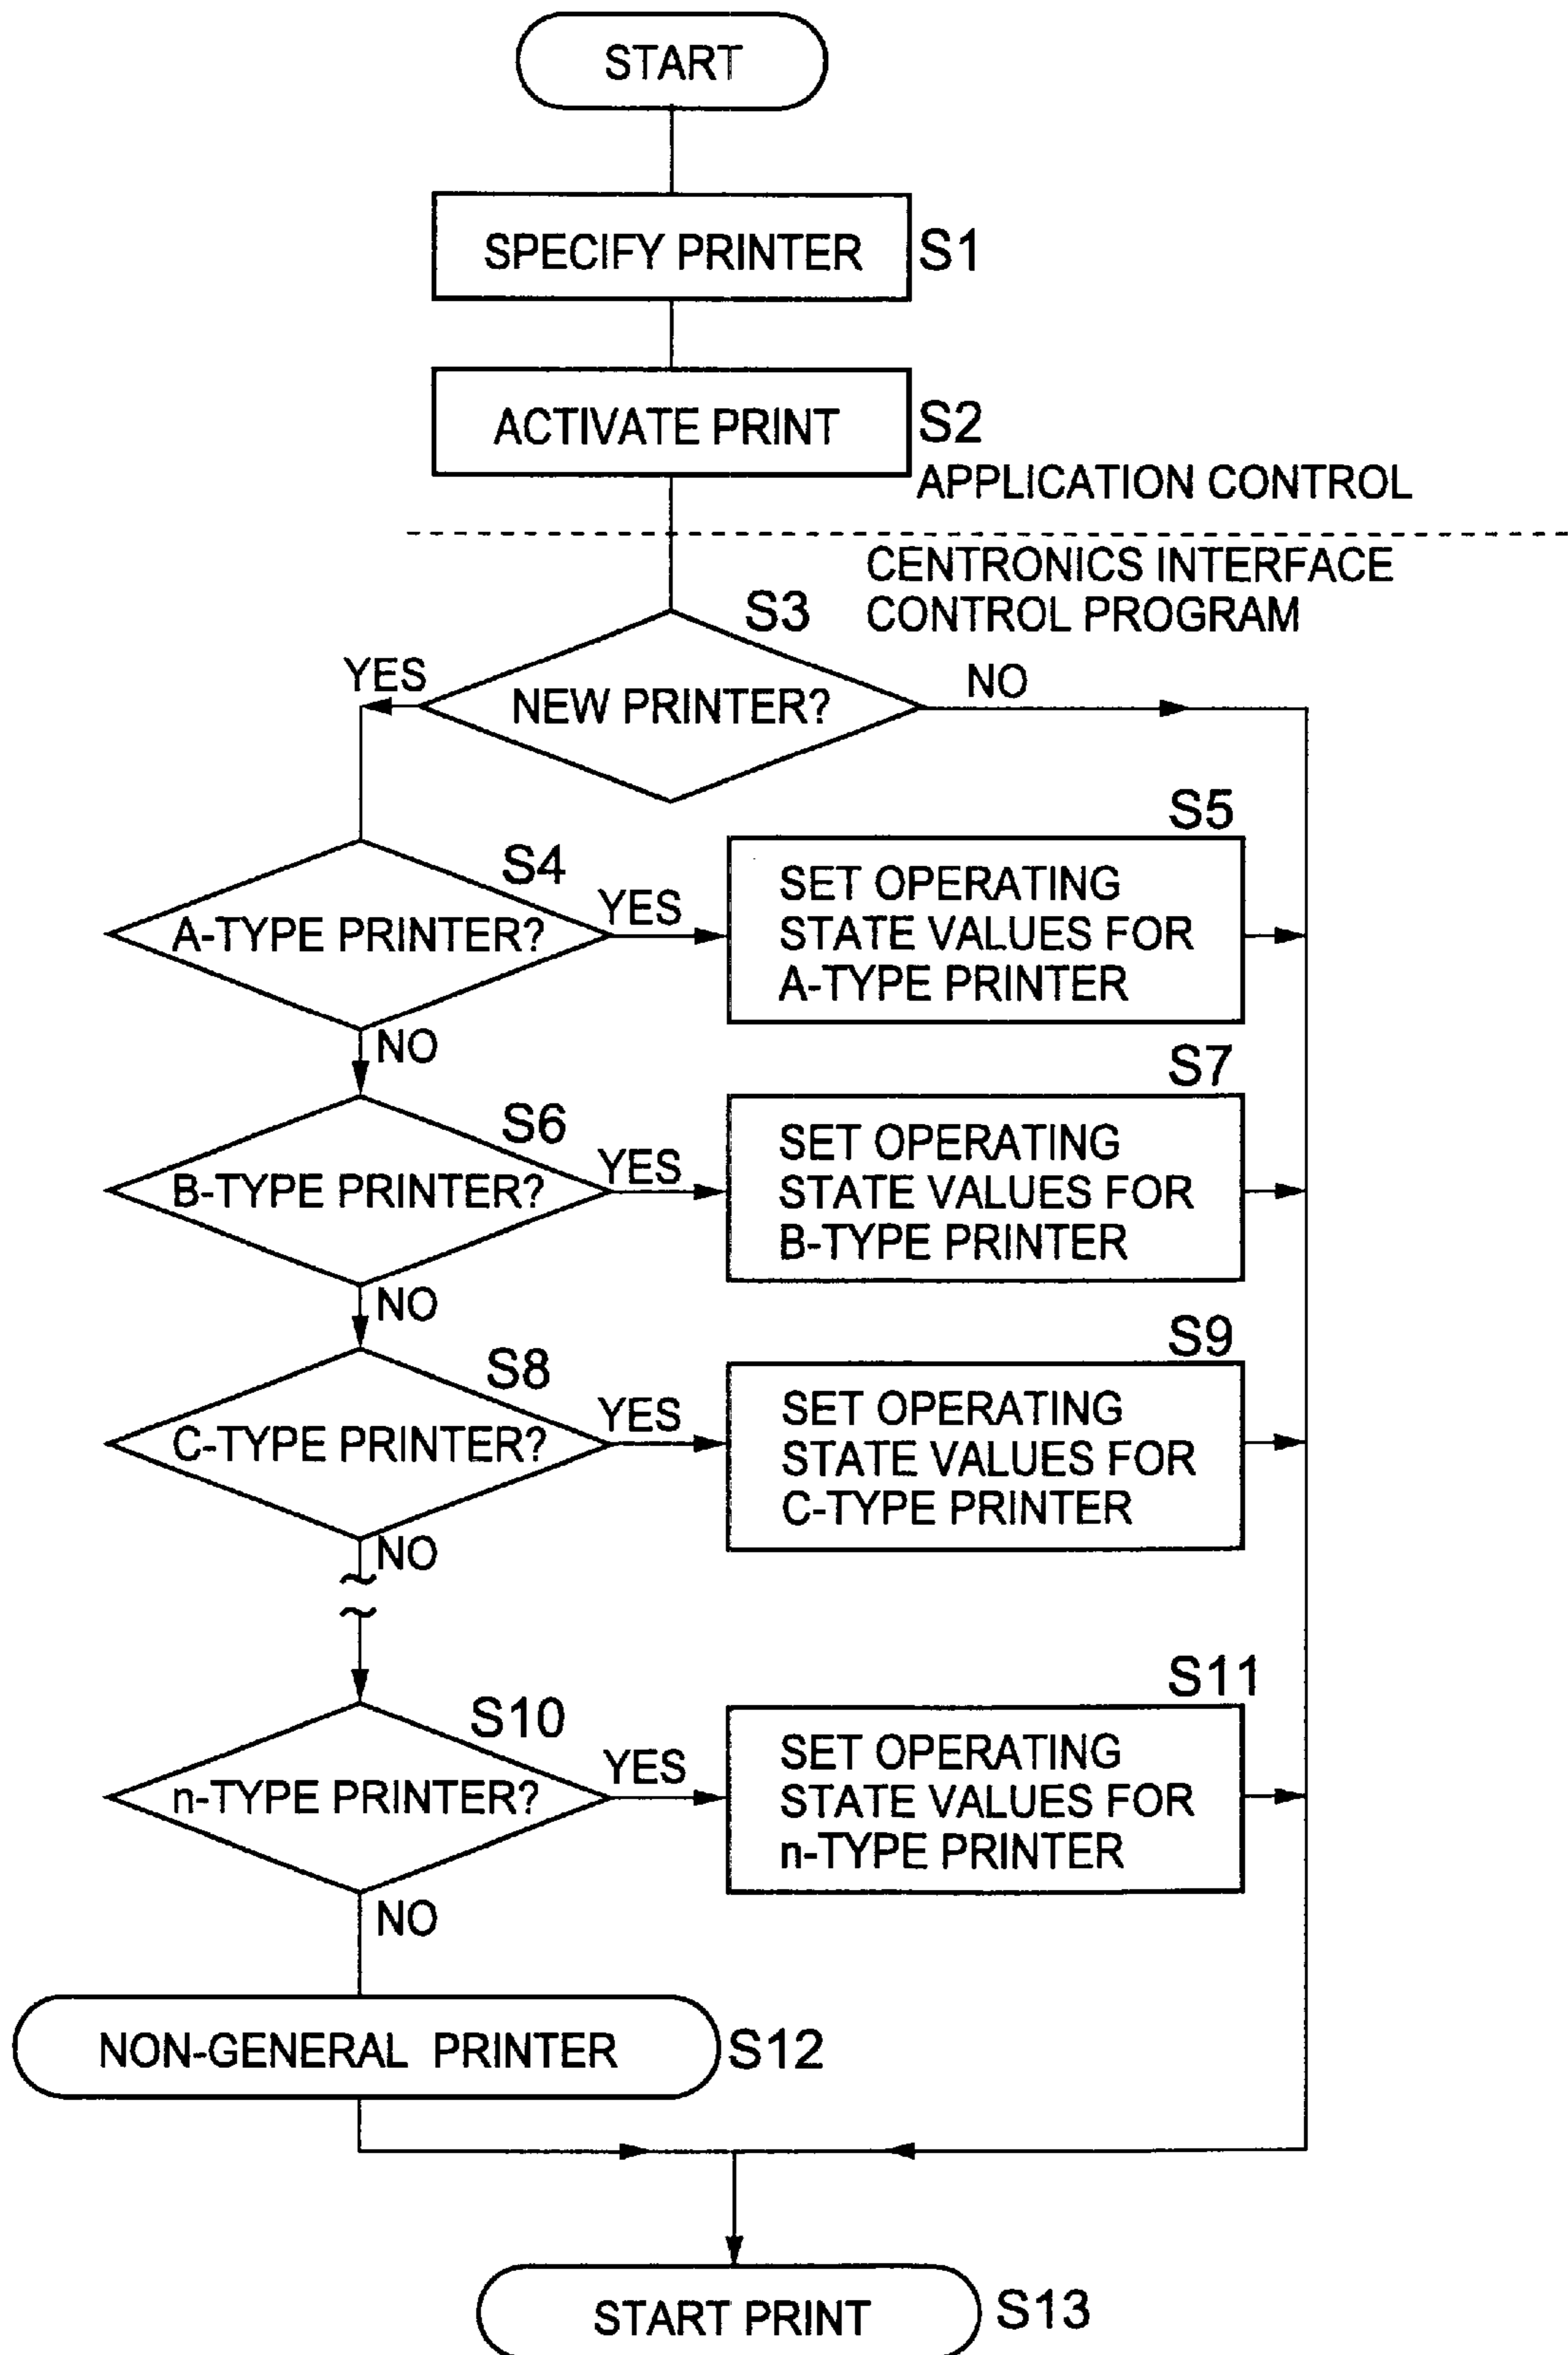 START
SPECIFY PRINTER
S1
ACTIVATE PRINT
S2
APPLICATION CONTROL
CENTRONICS INTERFACE
CONTROL PROGRAM
S3
YES
NEW PRINTER?
NO
S4
A-TYPE PRINTER?
YES
S5
SET OPERATING
STATE VALUES FOR
A-TYPE PRINTER
NO
S6
B-TYPE PRINTER?
YES
S7
SET OPERATING
STATE VALUES FOR
B-TYPE PRINTER
NO
S8
C-TYPE PRINTER?
YES
S9
SET OPERATING
STATE VALUES FOR
C-TYPE PRINTER
NO
S10
n-TYPE PRINTER?
YES
S11
SET OPERATING
STATE VALUES FOR
n-TYPE PRINTER
NO
NON-GENERAL PRINTER
S12
START PRINT
S13